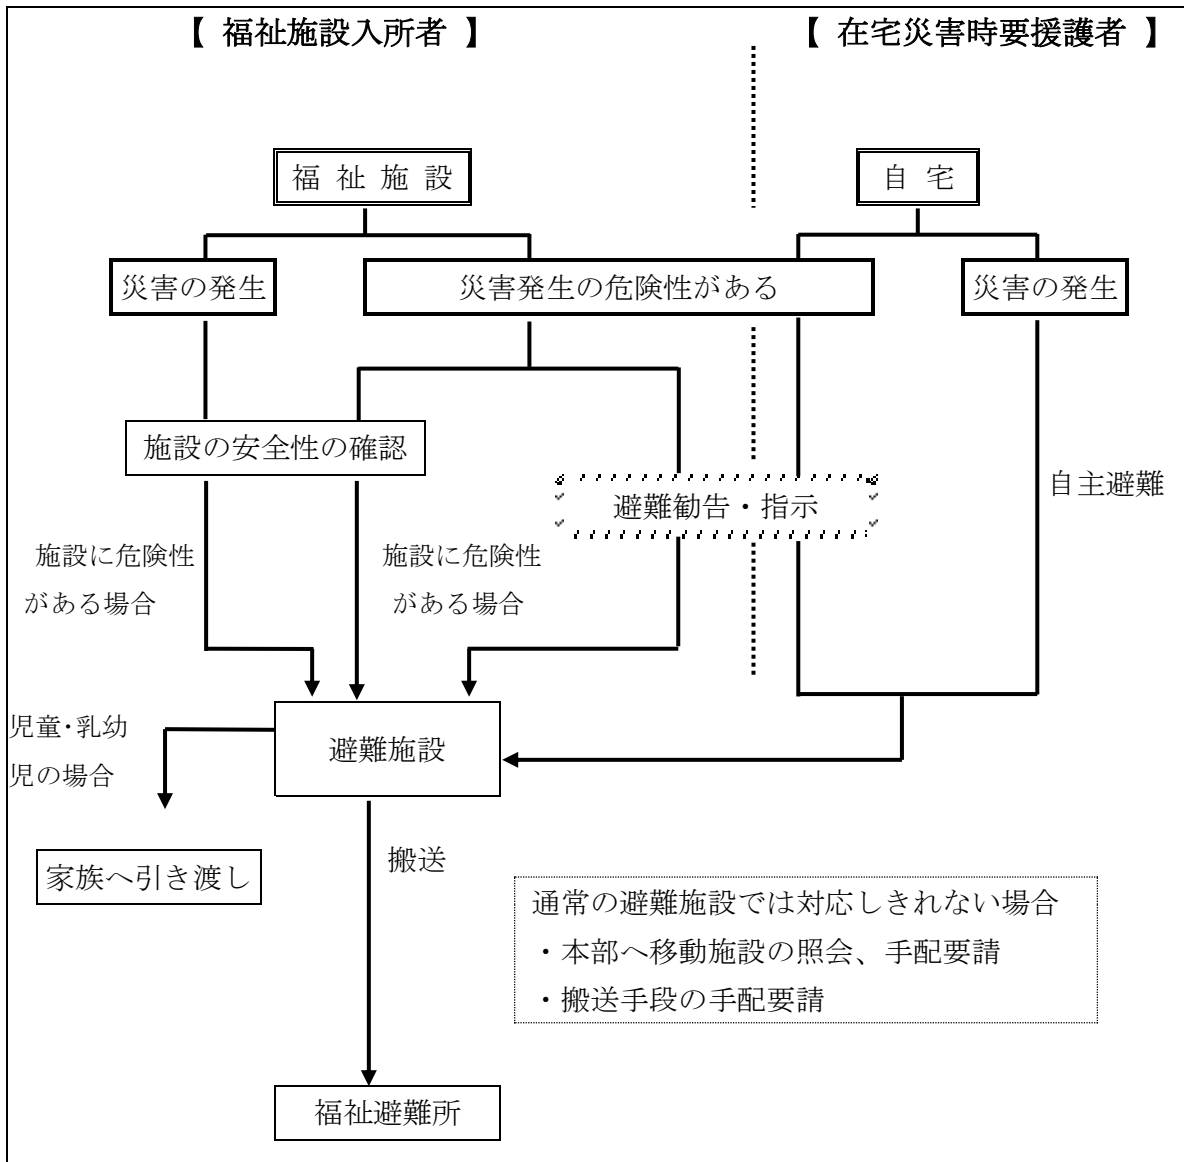 【 福祉施設入所者 】
【 在宅災害時要援護者 】
福 祉 施 設
自 宅
災害の発生
災害発生の危険性がある
災害の発生
施設の安全性の確認
避難勧告・指示
自主避難
施設に危険性
がある場合
施設に危険性
がある場合
児童・乳幼
児の場合
避難施設
家族へ引き渡し
搬送
通常の避難施設では対応しきれない場合
・本部へ移動施設の照会、手配要請
・搬送手段の手配要請
福祉避難所